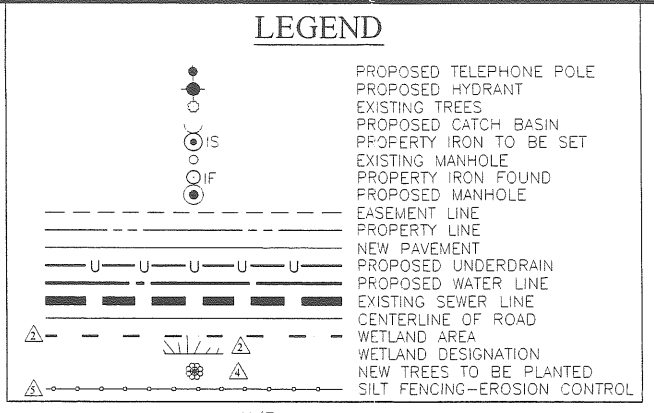 LEGEND
PROPOSED TELEPHONE POLE
PROPOSED HYDRANT
EXISTING TREES
PROPOSED CATCH BASIN
IS PROPERTY IRON TO BE SET
EXISTING MANHOLE
IF PROPERTY IRON FOUND
PROPOSED MANHOLE
EASEMENT LINE
PROPERTY LINE
NEW PAVEMENT
U U U U U PROPOSED UNDERDRAIN
PROPOSED WATER LINE
EXISTING SEWER LINE
CENTERLINE OF ROAD
2 WETLAND AREA
2 WETLAND DESIGNATION
4 NEW TREES TO BE PLANTED
5 SILT FENCING-EROSION CONTROL